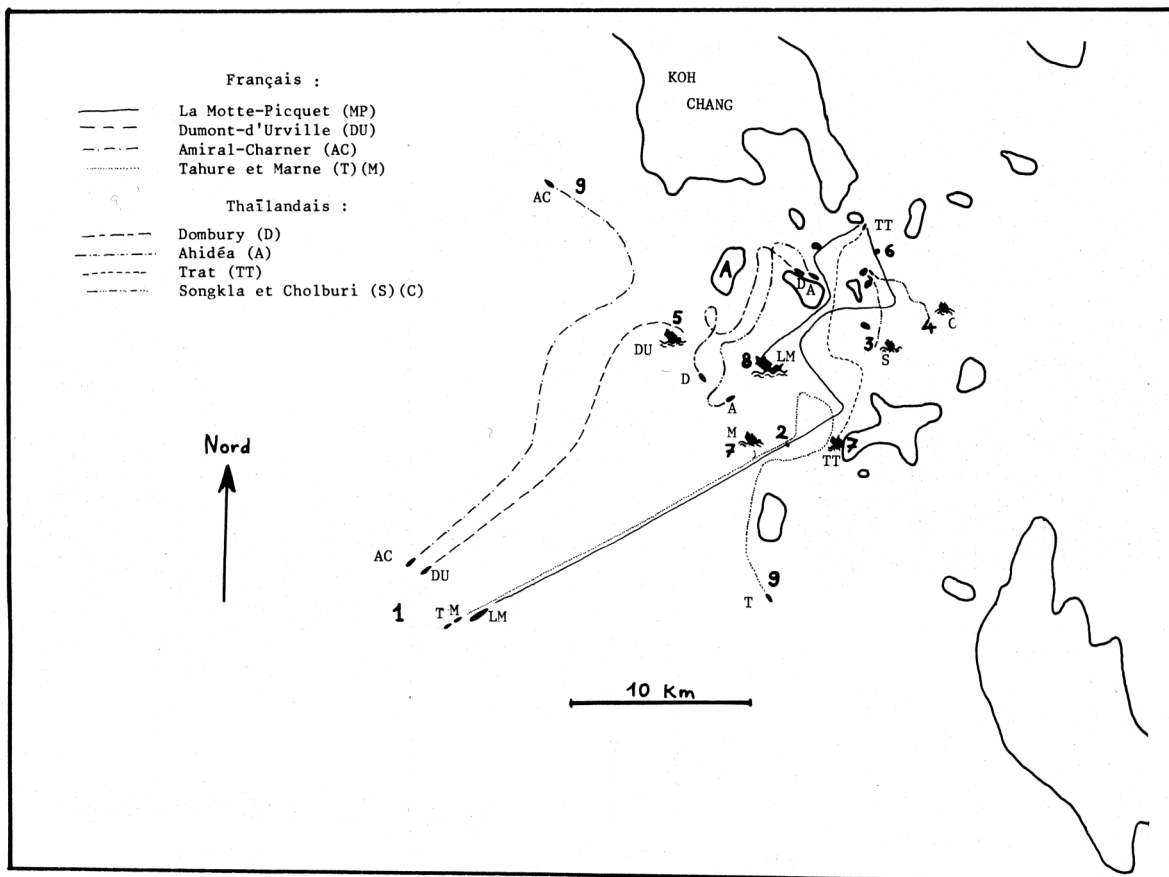 Français :
La Motte-Picquet (MP)
Dumont-d'Urville (DU)
Amiral-Charner (AC)
Tahure et Marne (T)(M)
Thaïlandais :
Dombury (D)
Ahidéa (A)
Trat (TT)
Songkla et Cholburi (S)(C)
KOH
CHANG
AC 9
TT
6
A
D A
5
DU
4 C
3 S
8 LM
D
A
M
7
2
TT 7
Nord
AC
DU
1
T M LM
9
T
10 Km